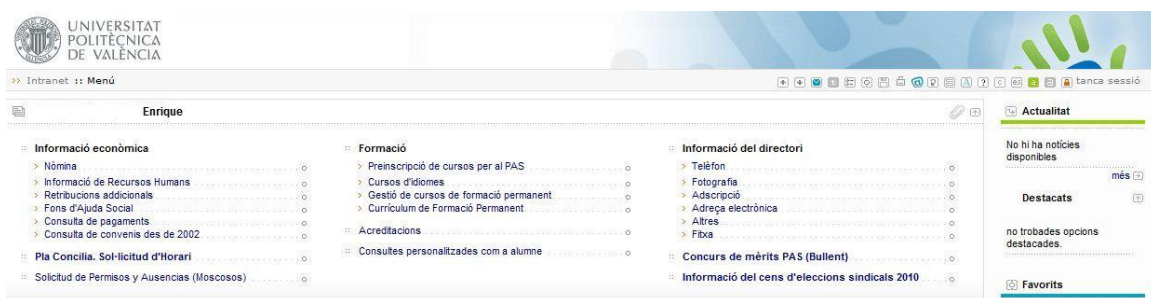 UNIVERSITAT
POLITÈCNICA
DE VALÈNCIA
>> Intranet :: Menú
tanca sessió
Enrique
Actualitat
Informació econòmica
Nòmina
Informació de Recursos Humans
Retribucions addicionals
Fons d'Ajuda Social
Consulta de pagaments
Consulta de convenis des de 2002
Pla Concilia. Sol·licitud d'Horari
Solicitud de Permisos y Ausencias (Moscosos)
Formació
Preinscripció de cursos per al PAS
Cursos d'idiomes
Gestió de cursos de formació permanent
Currículum de Formació Permanent
Acreditacions
Consultes personalitzades com a alumne
Informació del directori
Telèfon
Fotografia
Adscripció
Adreça electrònica
Altres
Fitxa
Concurs de mèrits PAS (Bullent)
Informació del cens d'eleccions sindicals 2010
No hi ha notícies
disponibles
més
Destacats
no trobades opcions
destacades.
Favorits